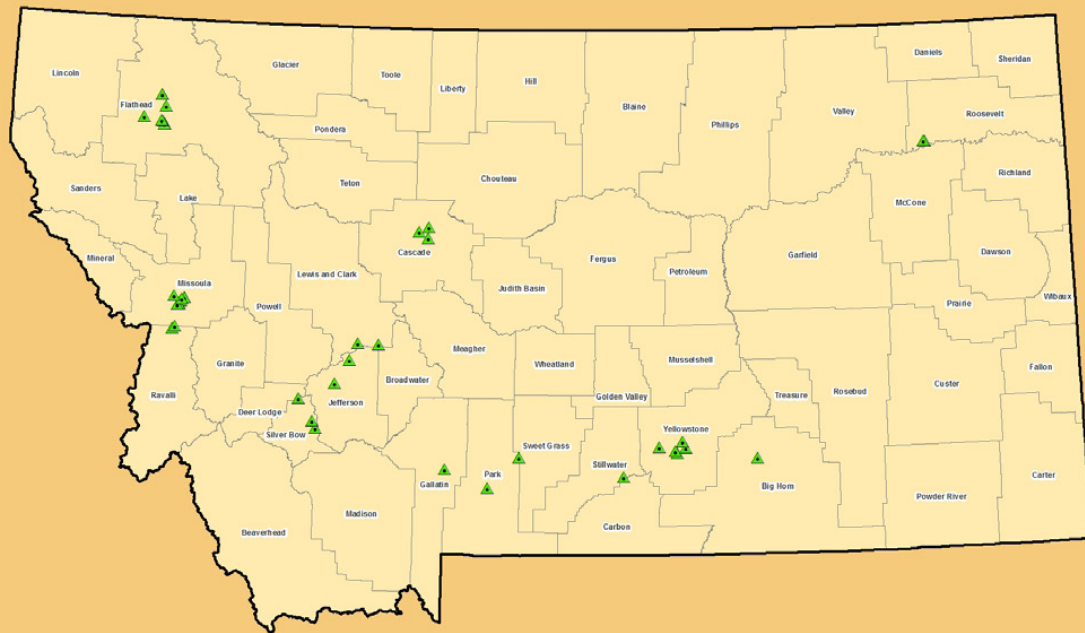 Daniels
Sheridan
Lincoln
Glacier
Toole
Liberty
Hill
Blaine
Phillips
Valley
Flathead
Roosevelt
Pondera
Richland
Teton
Chouteau
Sanders
Lake
McCone
Cascade
Dawson
Mineral
Lewis and Clark
Fergus
Petroleum
Garfield
Missoula
Judith Basin
Wibaux
Powell
Prairie
Meagher
Wheatland
Musselshell
Granite
Fallon
Broadwater
Custer
Ravalli
Jefferson
Golden Valley
Treasure
Rosebud
Deer Lodge
Silver Bow
Yellowstone
Sweet Grass
Stillwater
Park
Carter
Gallatin
Big Horn
Powder River
Madison
Carbon
Beaverhead